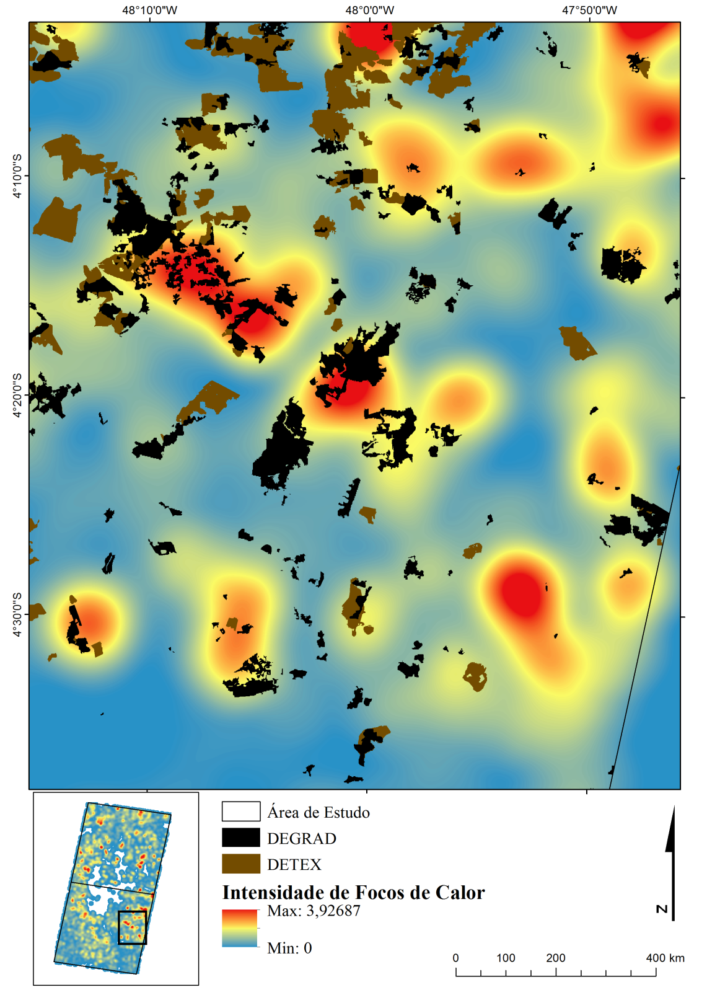 48°10'0"W 48°0'0"W 47°50'0"W
4°10'0"S
4°20'0"S
4°30'0"S
Área de Estudo
DEGRAD
DETEX
Intensidade de Focos de Calor
Max: 3,92687
Min: 0
N
0 100 200 400 km